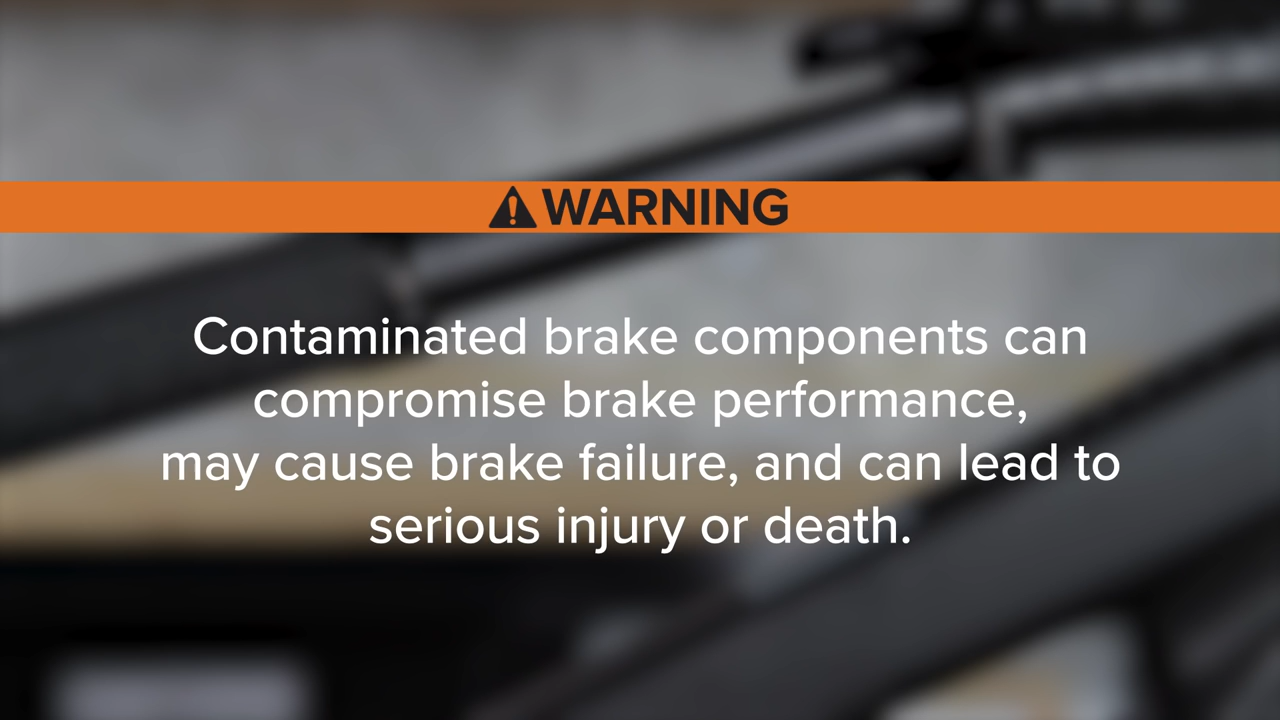 WARNING
Contaminated brake components can
compromise brake performance,
may cause brake failure, and can lead to
serious injury or death.